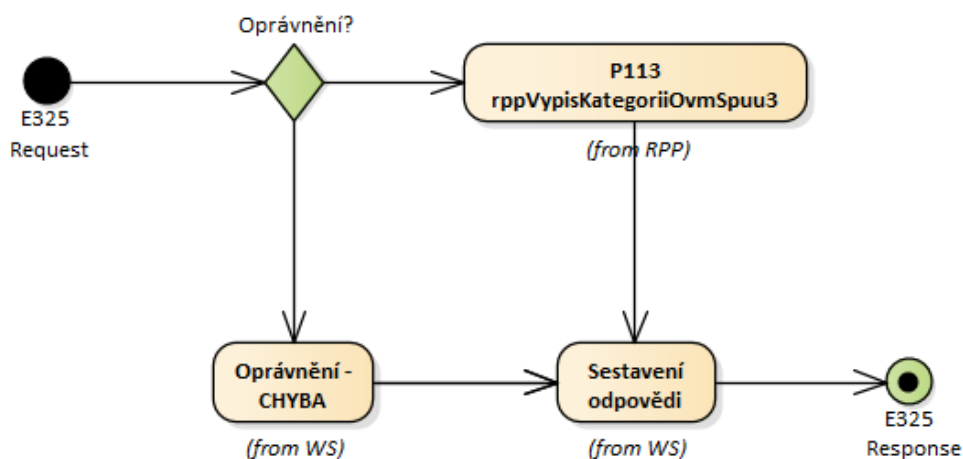 Oprávnění?
E325
Request
P113
rppVypisKategoriiOvmSpuu3
(from RPP)
Oprávnění -
CHYBA
(from WS)
Sestavení
odpovědi
(from WS)
E325
Response